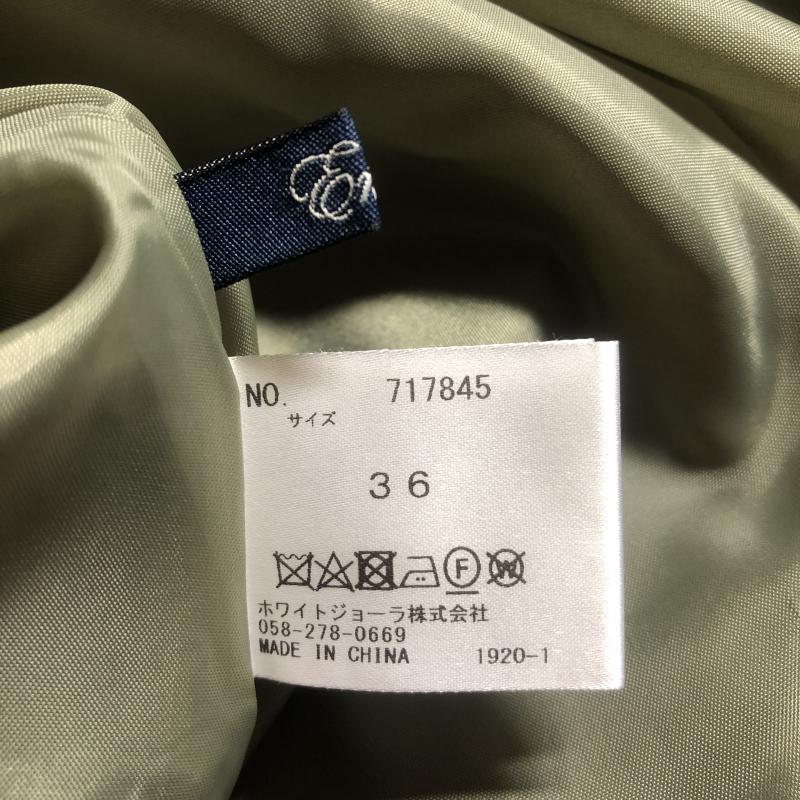 NO. 717845
サイズ
36
F W
ホワイトジョーラ株式会社
058-278-0669
MADE IN CHINA 1920-1